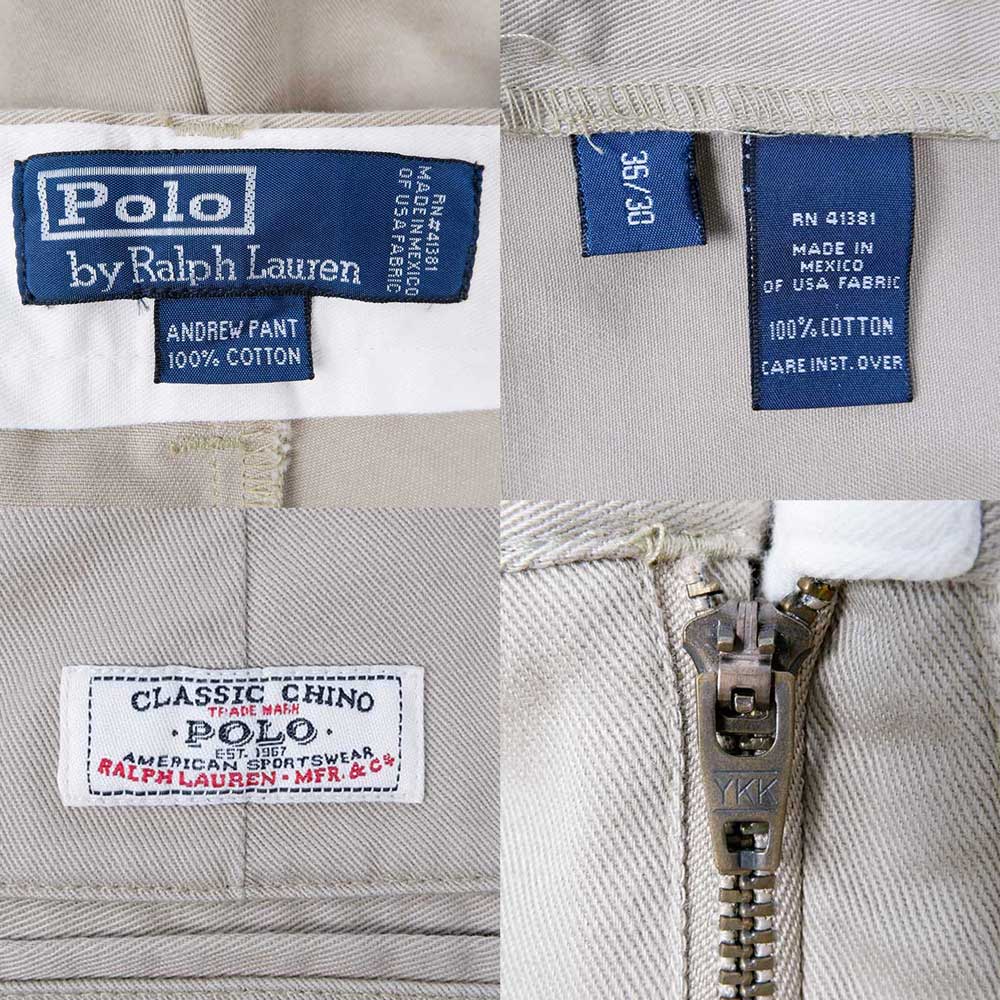 Polo
by Ralph Lauren
RN#41381
MADE IN MEXICO
OF USA FABRIC
ANDREW PANT
100% COTTON
36/30
RN 41381
MADE IN
MEXICO
OF USA FABRIC
100% COTTON
CARE INST. OVER
CLASSIC CHINO
TRADE MARK
·POLO·
EST. 1967
AMERICAN SPORTSWEAR
RALPH LAUREN - MFR. & Co
YKK